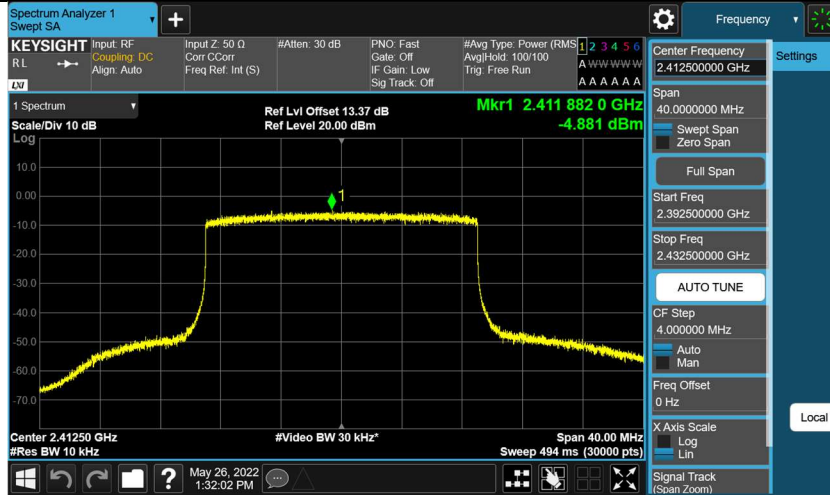 Spectrum Analyzer 1
Swept SA
Frequency
KEYSIGHT
R L
LXI
Input: RF
Coupling: DC
Align: Auto
Input Z: 50 Ω
Corr CCorr
Freq Ref: Int (S)
#Atten: 30 dB
PNO: Fast
Gate: Off
IF Gain: Low
Sig Track: Off
#Avg Type: Power (RMS
Avg|Hold: 100/100
Trig: Free Run
1 2 3 4 5 6
A W W W W W
A A A A A A
1 Spectrum
Scale/Div 10 dB
Log
Ref Lvl Offset 13.37 dB
Ref Level 20.00 dBm
Mkr1 2.411 882 0 GHz
-4.881 dBm
10.0
0.00
-10.0
-20.0
-30.0
-40.0
-50.0
-60.0
-70.0
1
Center 2.41250 GHz
#Res BW 10 kHz
#Video BW 30 kHz*
Span 40.00 MHz
Sweep 494 ms (30000 pts)
?
May 26, 2022
1:32:02 PM
Center Frequency
2.412500000 GHz
Span
40.0000000 MHz
Swept Span
Zero Span
Full Span
Start Freq
2.392500000 GHz
Stop Freq
2.432500000 GHz
AUTO TUNE
CF Step
4.000000 MHz
Auto
Man
Freq Offset
0 Hz
X Axis Scale
Log
Lin
Signal Track
(Span Zoom)
Settings
Local